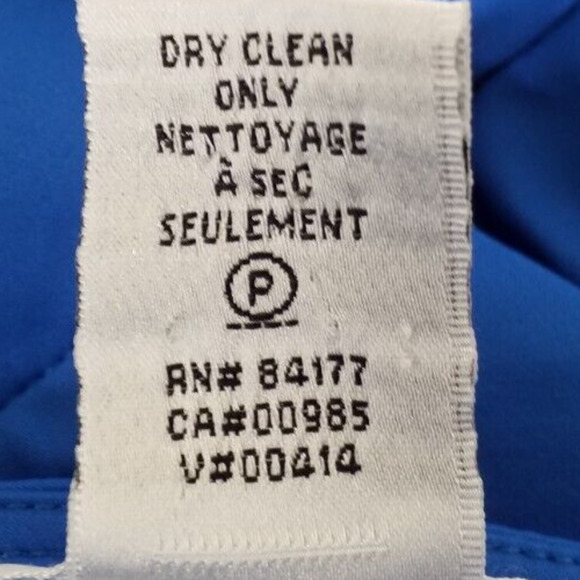 DRY CLEAN
ONLY
NETTOYAGE
À SEC
SEULEMENT
P
RN# 84177
CA#00985
V#00414